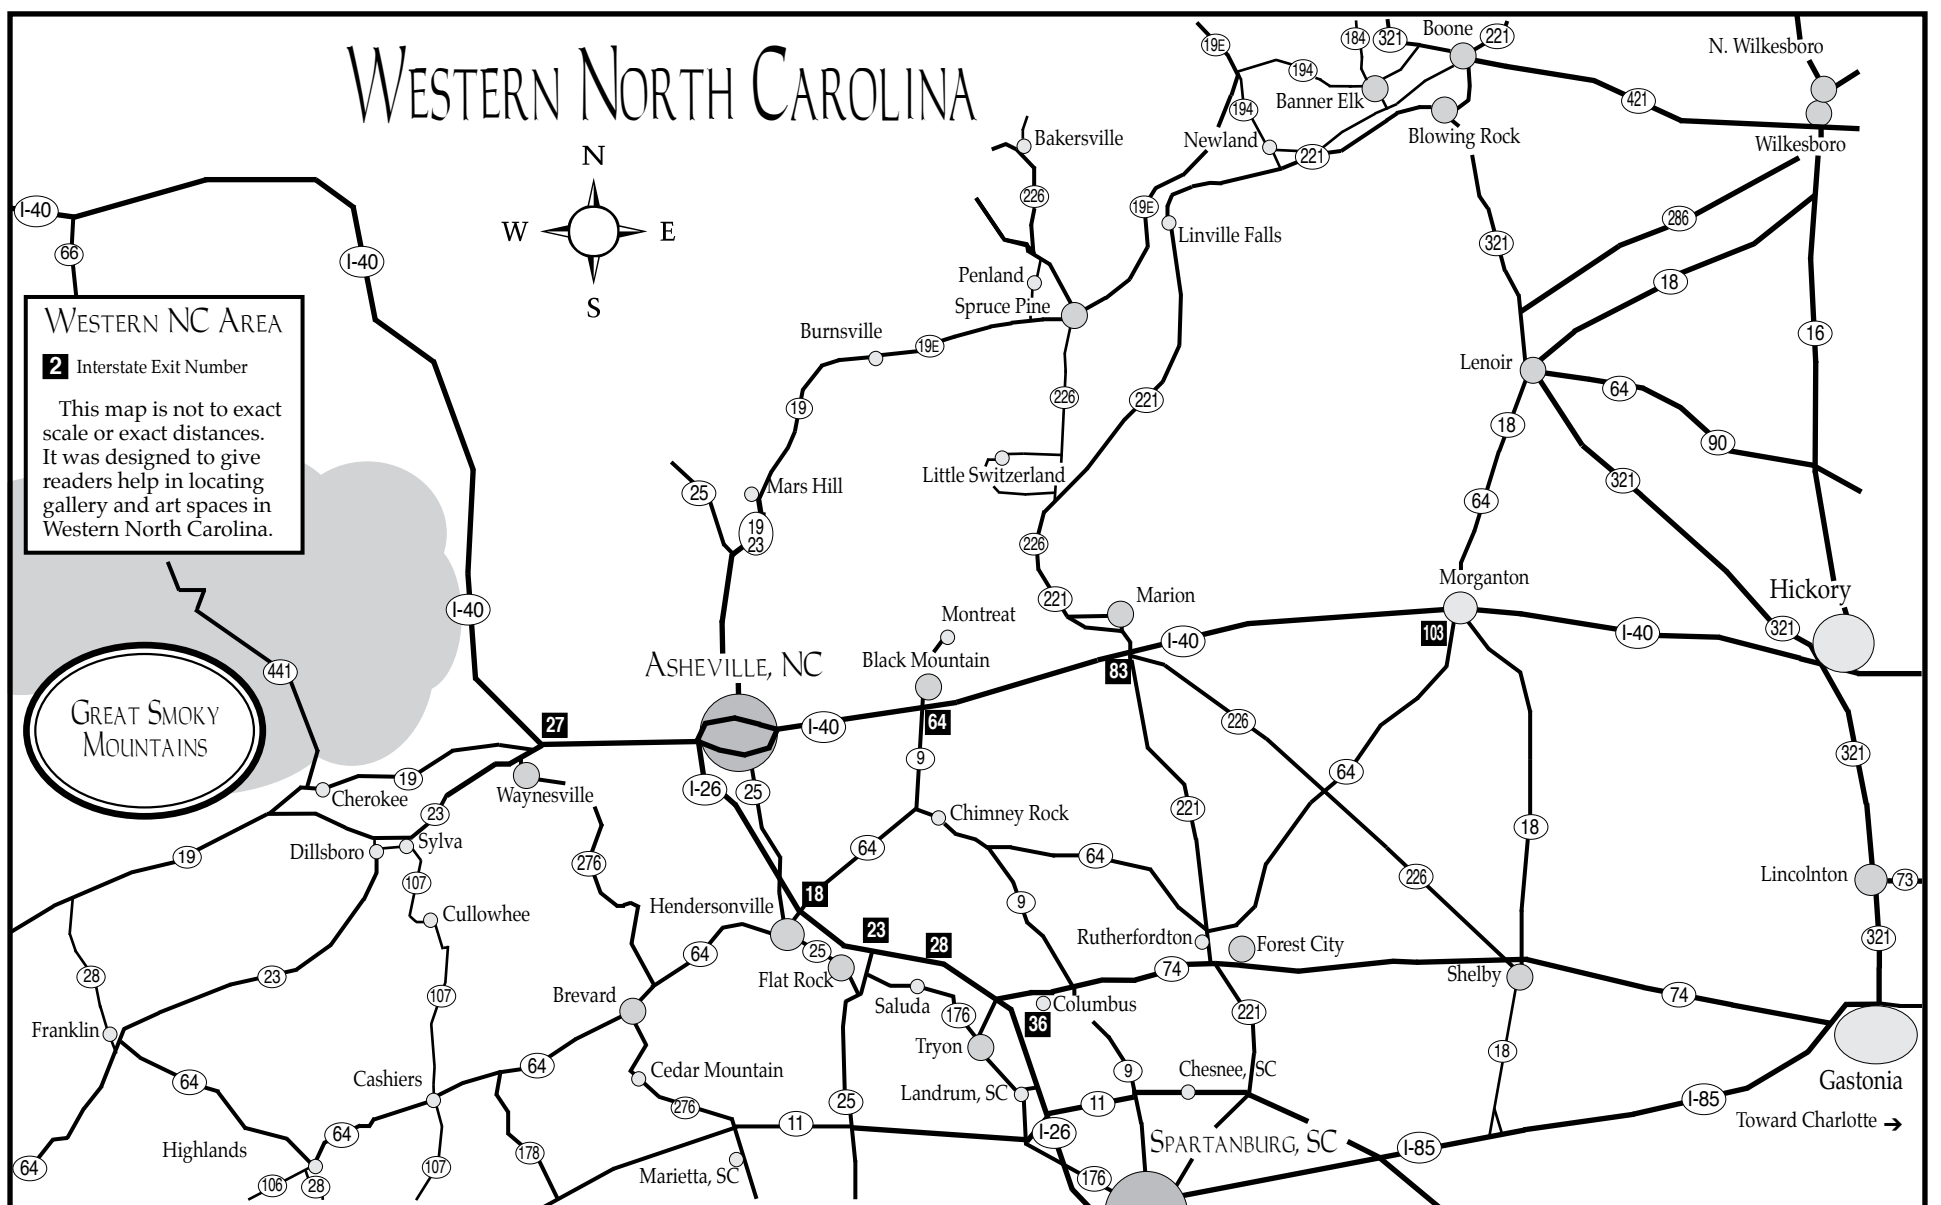 WESTERN NORTH CAROLINA
N
W
E
S
WESTERN NC AREA
2 Interstate Exit Number
This map is not to exact
scale or exact distances.
It was designed to give
readers help in locating
gallery and art spaces in
Western North Carolina.
GREAT SMOKY
MOUNTAINS
19E
184
321
Boone
221
N. Wilkesboro
194
Banner Elk
421
194
Newland
221
Blowing Rock
Wilkesboro
Bakersville
226
19E
Linville Falls
286
I-40
66
I-40
321
18
Penland
Spruce Pine
Burnsville
19E
16
Lenoir
64
19
226
221
18
90
25
Mars Hill
Little Switzerland
64
321
19
23
226
I-40
221
Marion
Morganton
Hickory
Montreat
I-40
103
I-40
321
441
ASHEVILLE, NC
Black Mountain
83
27
I-40
64
226
321
9
64
19
Cherokee
Waynesville
I-26
25
23
Chimney Rock
221
18
Dillsboro
Sylva
19
276
64
64
107
226
Lincolnton
73
18
Cullowhee
Hendersonville
9
23
28
Rutherfordton
Forest City
321
64
25
Flat Rock
74
Shelby
28
23
107
Brevard
Saluda
176
Columbus
36
221
74
Franklin
Tryon
18
64
64
Cashiers
Cedar Mountain
Landrum, SC
9
Chesnee, SC
Gastonia
276
25
11
I-85
11
Toward Charlotte ➔
64
Highlands
I-26
SPARTANBURG, SC
I-85
64
107
178
Marietta, SC
176
106
28